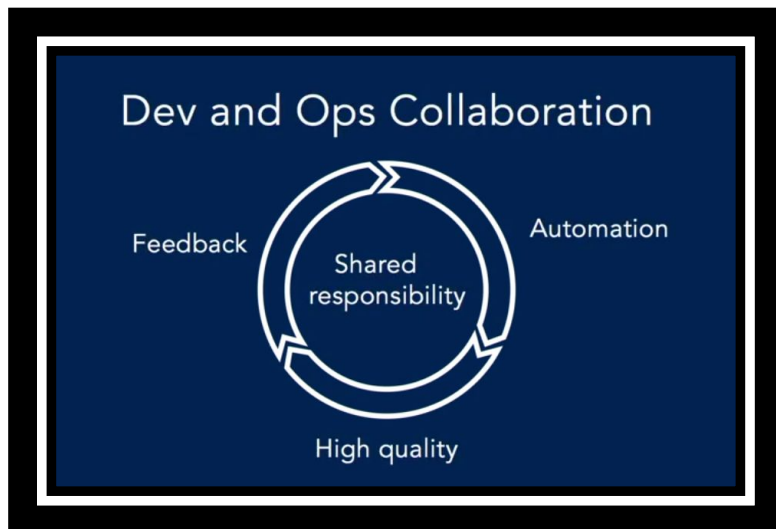 Dev and Ops Collaboration
Feedback
Automation
Shared
responsibility
High quality